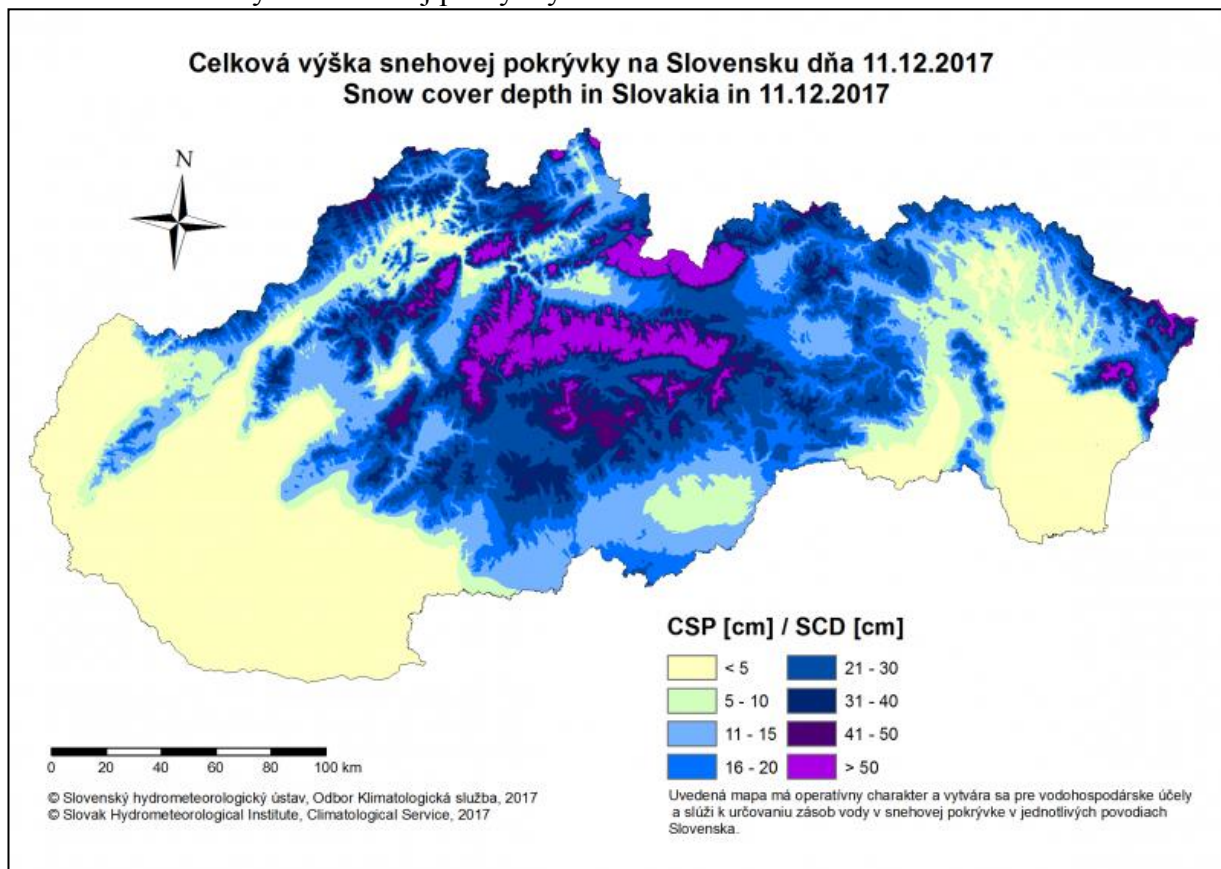 Celková výška snehovej pokrývky na Slovensku dňa 11.12.2017
Snow cover depth in Slovakia in 11.12.2017
N
CSP [cm] / SCD [cm]
< 5
5 - 10
11 - 15
16 - 20
21 - 30
31 - 40
41 - 50
> 50
0 20 40 60 80 100 km
© Slovenský hydrometeorologický ústav, Odbor Klimatologická služba, 2017
© Slovak Hydrometeorological Institute, Climatological Service, 2017
Uvedená mapa má operatívny charakter a vytvára sa pre vodohospodárske účely
a slúži k určovaniu zásob vody v snehovej pokrývke v jednotlivých povodiach
Slovenska.